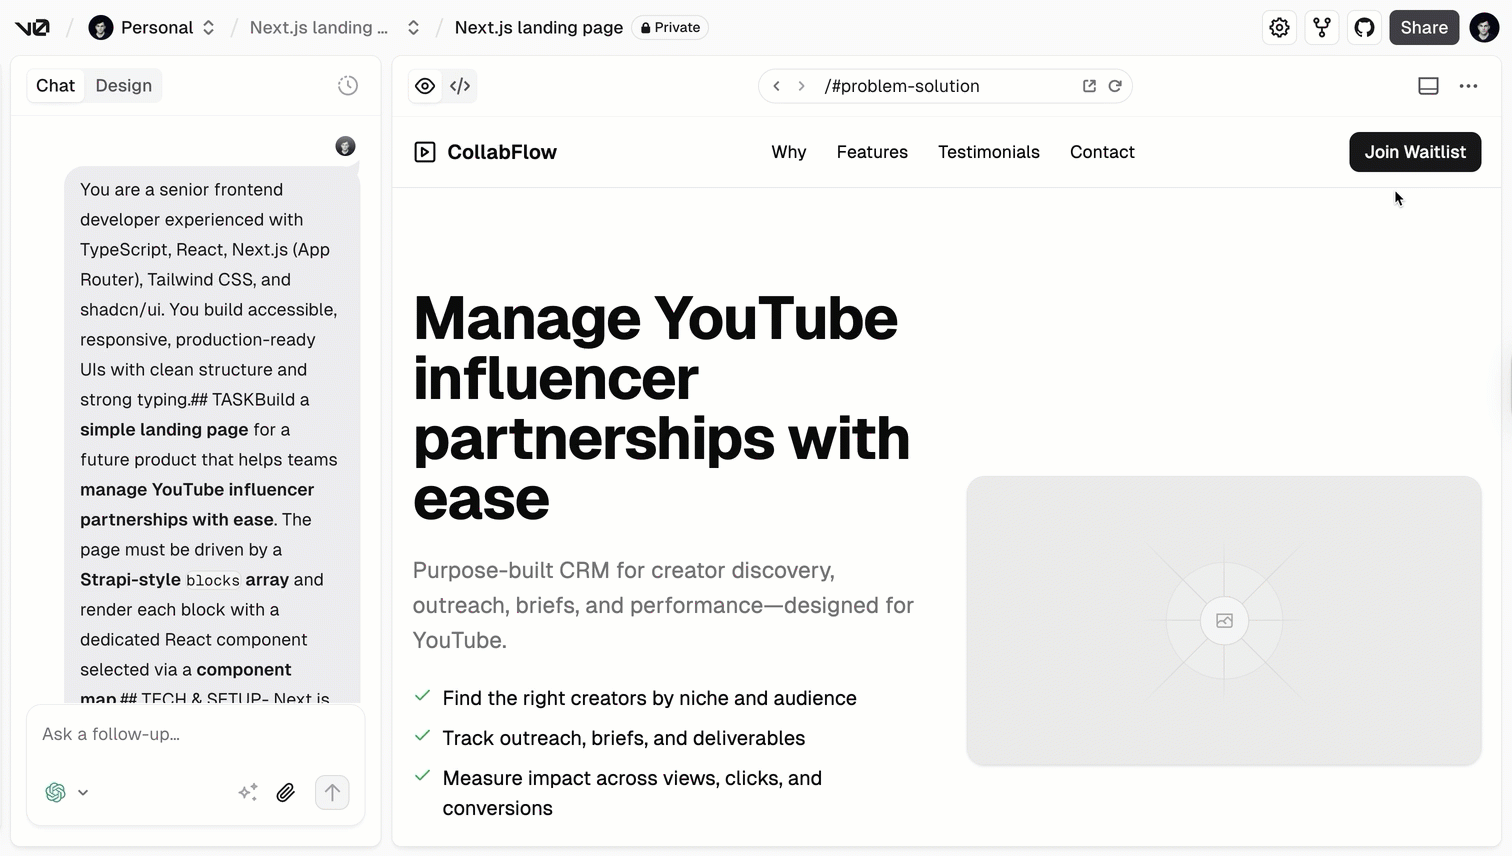 v0
Personal
Next.js landing ...
Next.js landing page
Private
Share
Chat
Design
/#problem-solution
You are a senior frontend
developer experienced with
TypeScript, React, Next.js (App
Router), Tailwind CSS, and
shadcn/ui. You build accessible,
responsive, production-ready
UIs with clean structure and
strong typing.## TASKBuild a
simple landing page for a
future product that helps teams
manage YouTube influencer
partnerships with ease. The
page must be driven by a
Strapi-style blocks array and
render each block with a
dedicated React component
selected via a component
map.## TECH & SETUP- Next.js
Ask a follow-up...
CollabFlow
Why
Features
Testimonials
Contact
Join Waitlist
Manage YouTube
influencer
partnerships with
ease
Purpose-built CRM for creator discovery,
outreach, briefs, and performance—designed for
YouTube.
Find the right creators by niche and audience
Track outreach, briefs, and deliverables
Measure impact across views, clicks, and
conversions